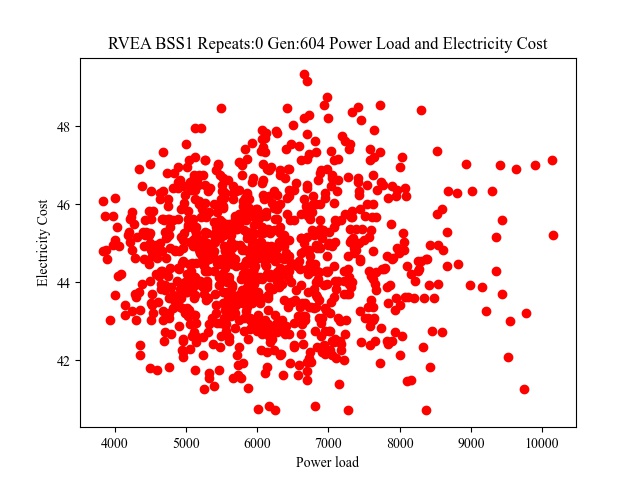 RVEA BSS1 Repeats:0 Gen:604 Power Load and Electricity Cost
48
46
44
42
Electricity Cost
4000 5000 6000 7000 8000 9000 10000
Power load